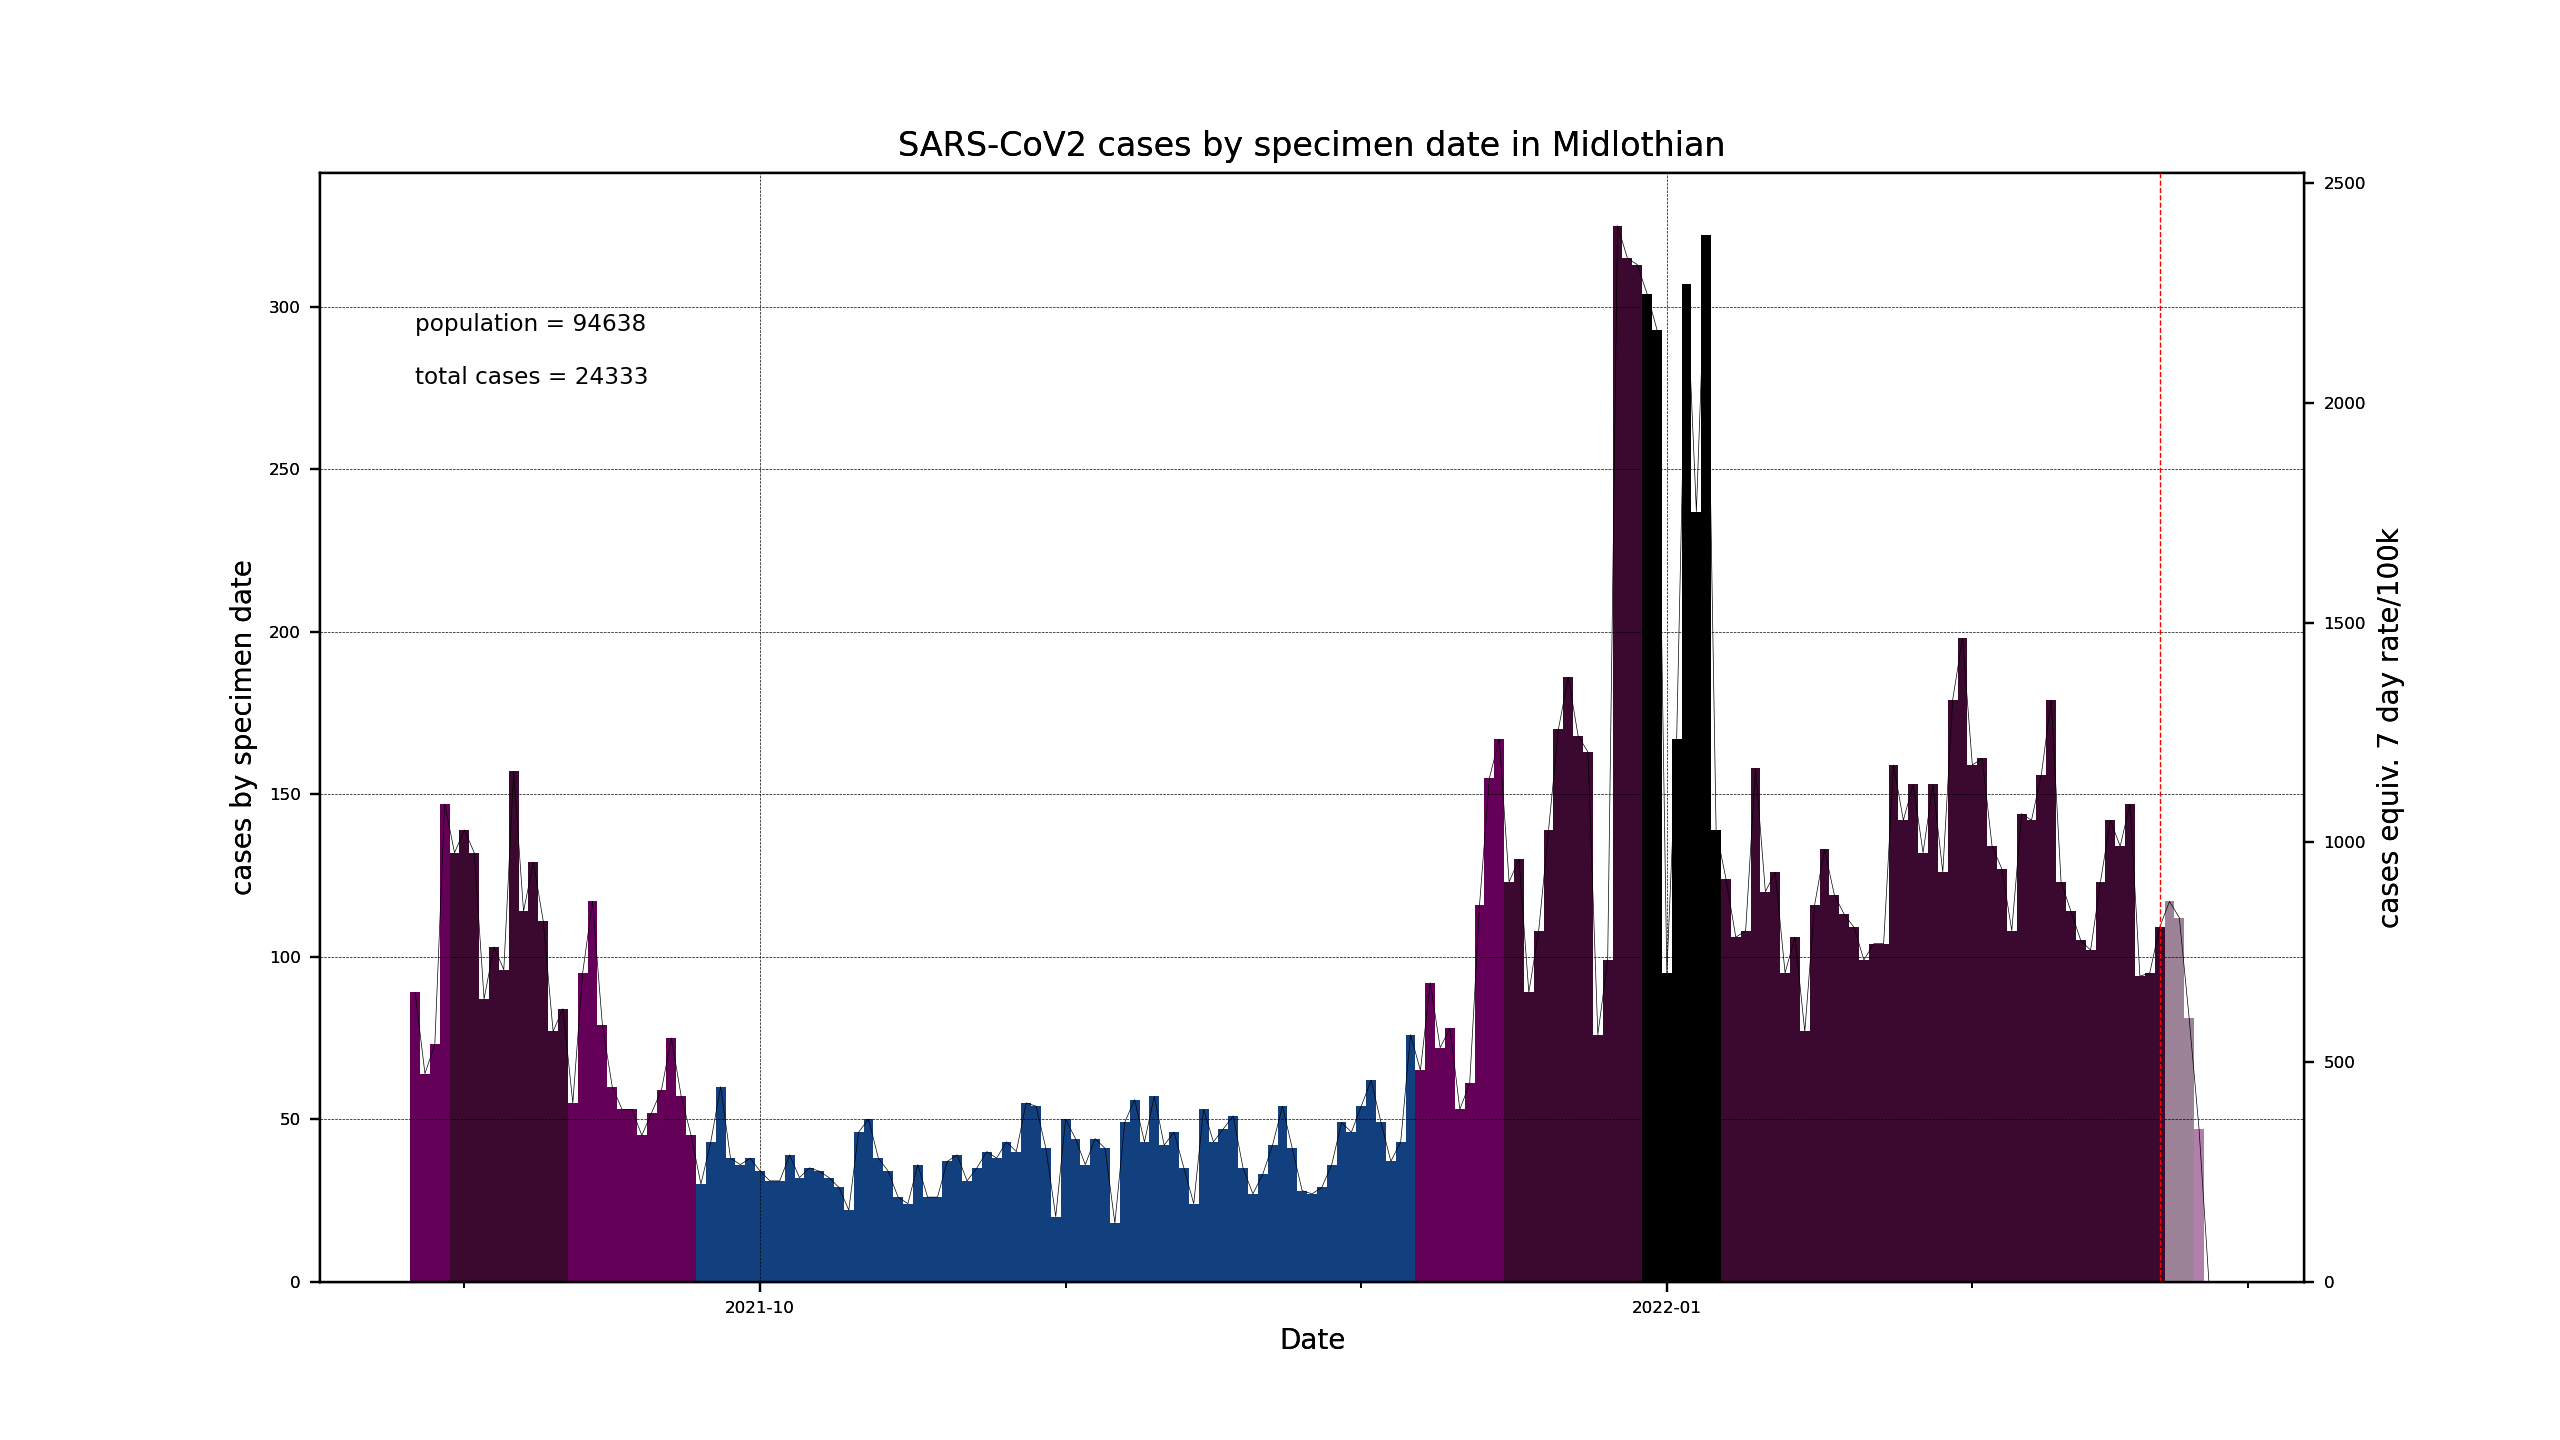 SARS-CoV2 cases by specimen date in Midlothian
population = 94638
total cases = 24333
cases by specimen date
300
250
200
150
100
50
0
2500
2000
1500
1000
500
0
cases equiv. 7 day rate/100k
2021-10
2022-01
Date